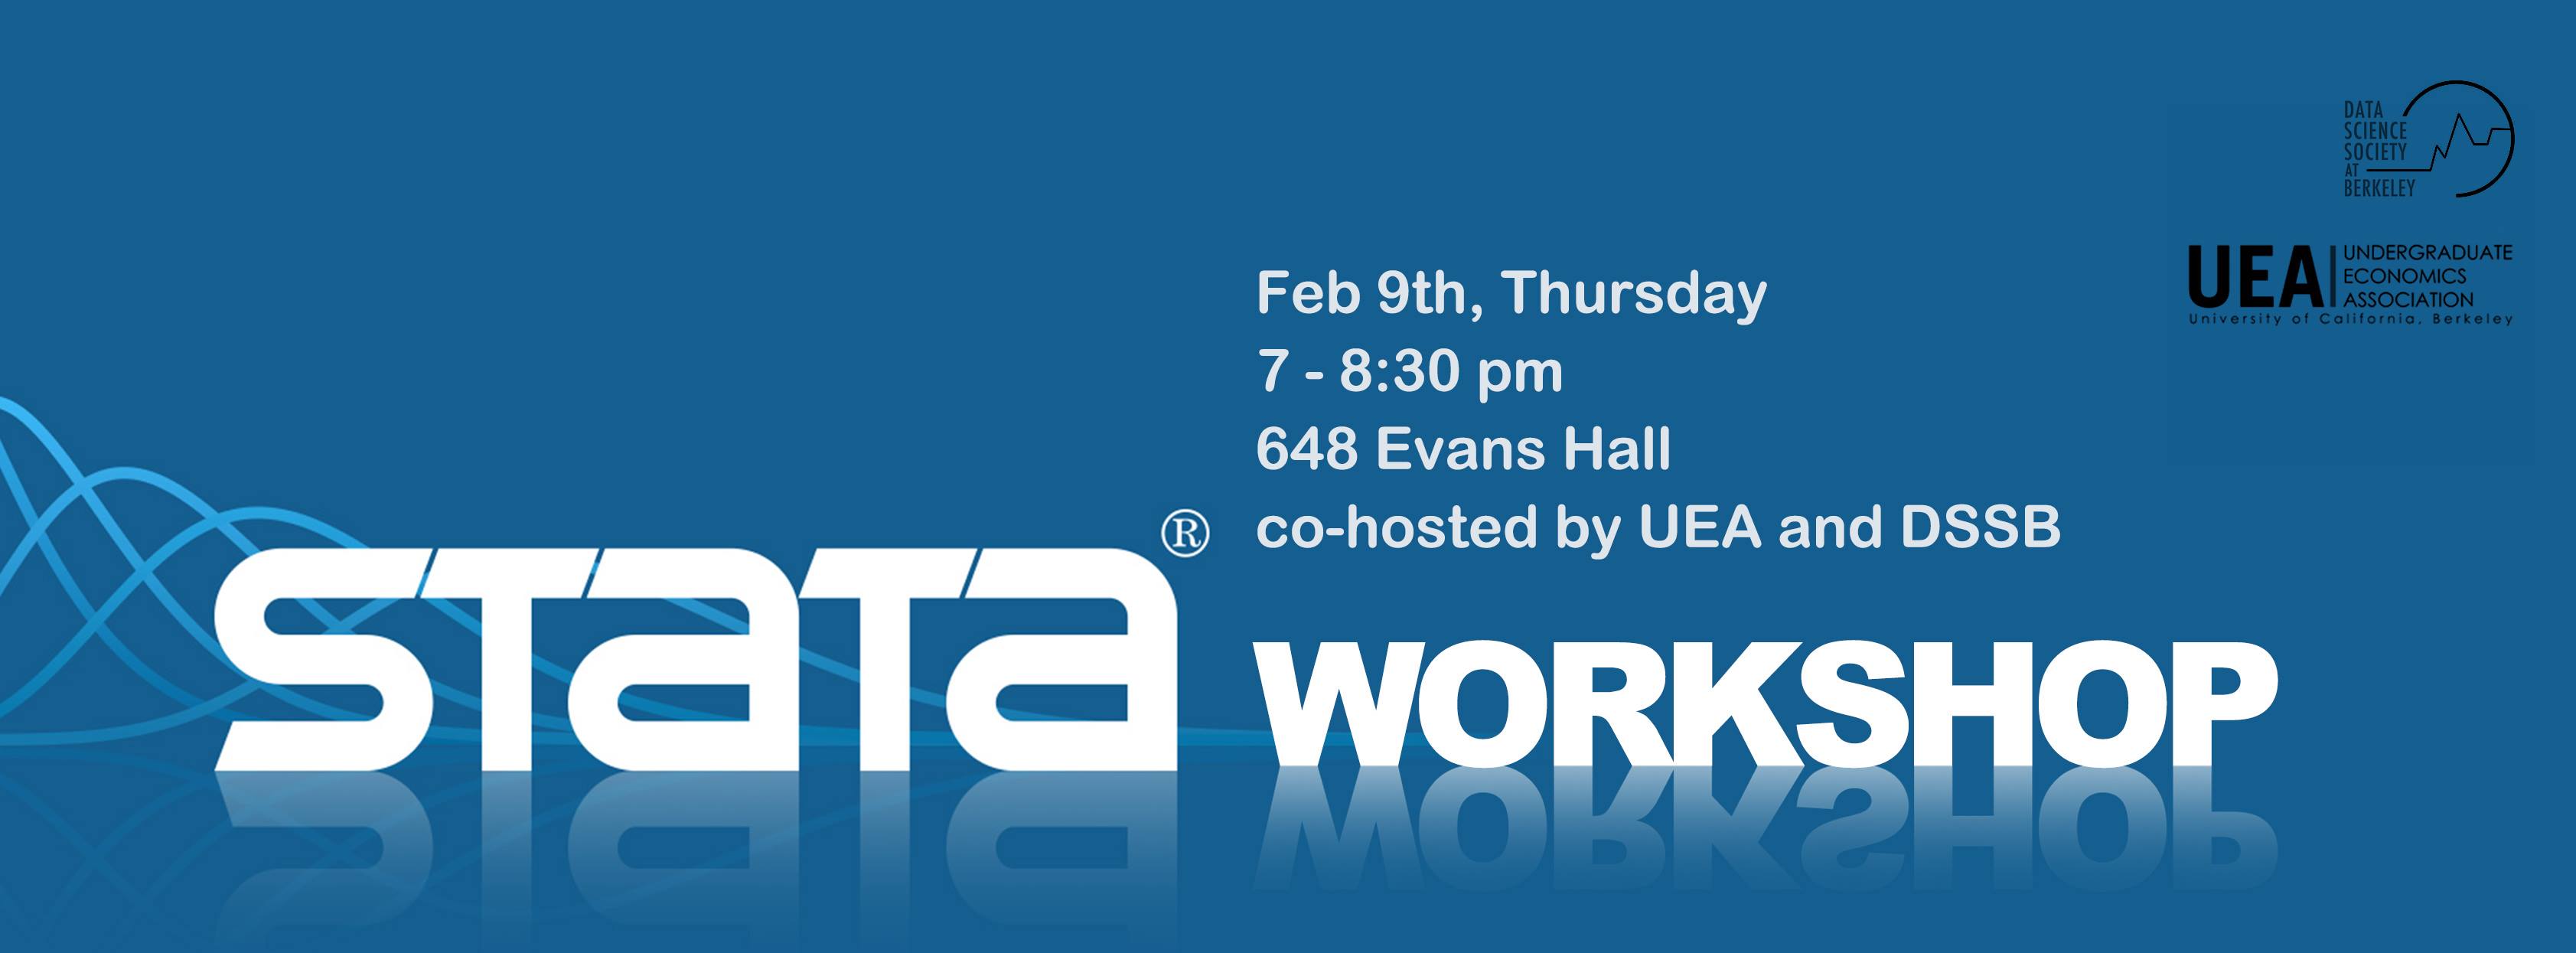 DATA
SCIENCE
SOCIETY
AT
BERKELEY
UEA
UNDERGRADUATE
ECONOMICS
ASSOCIATION
University of California, Berkeley
Feb 9th, Thursday
7 - 8:30 pm
648 Evans Hall
co-hosted by UEA and DSSB
STATA®
WORKSHOP